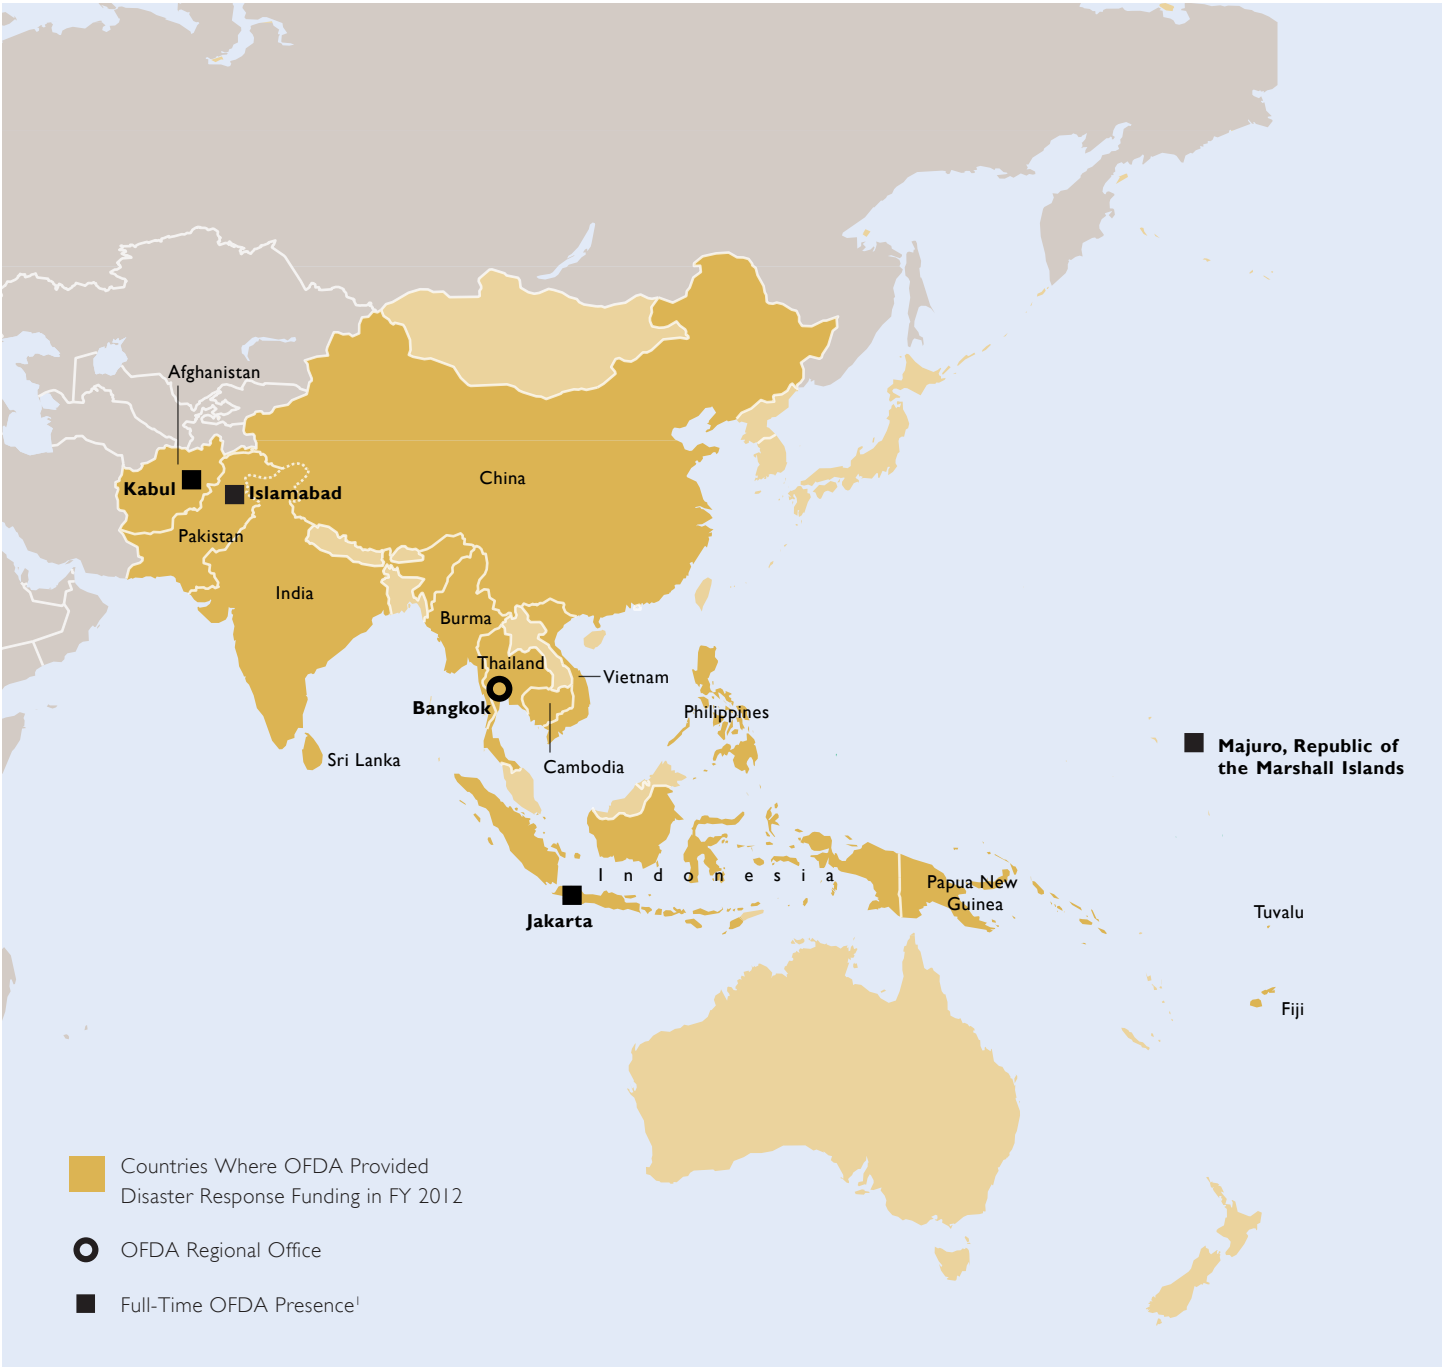 Afghanistan
Kabul
Islamabad
China
Pakistan
India
Burma
Thailand
Vietnam
Bangkok
Philippines
Sri Lanka
Cambodia
Majuro, Republic of
the Marshall Islands
Indonesia
Papua New
Guinea
Jakarta
Tuvalu
Fiji
Countries Where OFDA Provided
Disaster Response Funding in FY 2012
OFDA Regional Office
Full-Time OFDA Presence¹